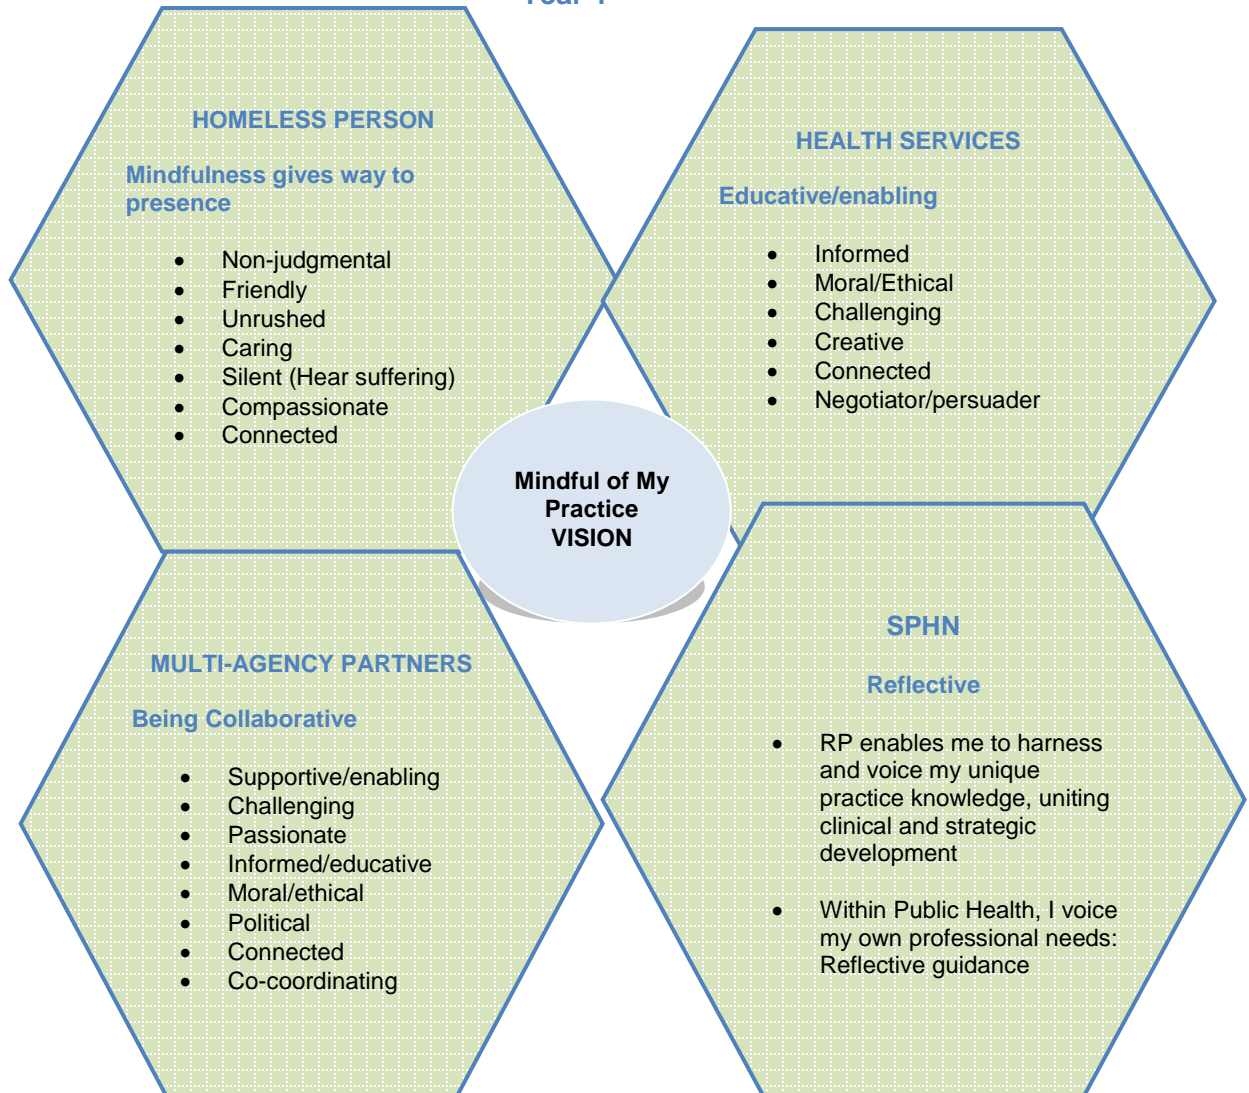 HOMELESS PERSON
Mindfulness gives way to
presence
• Non-judgmental
• Friendly
• Unrushed
• Caring
• Silent (Hear suffering)
• Compassionate
• Connected
HEALTH SERVICES
Educative/enabling
• Informed
• Moral/Ethical
• Challenging
• Creative
• Connected
• Negotiator/persuader
Mindful of My
Practice
VISION
MULTI-AGENCY PARTNERS
Being Collaborative
• Supportive/enabling
• Challenging
• Passionate
• Informed/educative
• Moral/ethical
• Political
• Connected
• Co-coordinating
SPHN
Reflective
• RP enables me to harness
and voice my unique
practice knowledge, uniting
clinical and strategic
development
• Within Public Health, I voice
my own professional needs:
Reflective guidance